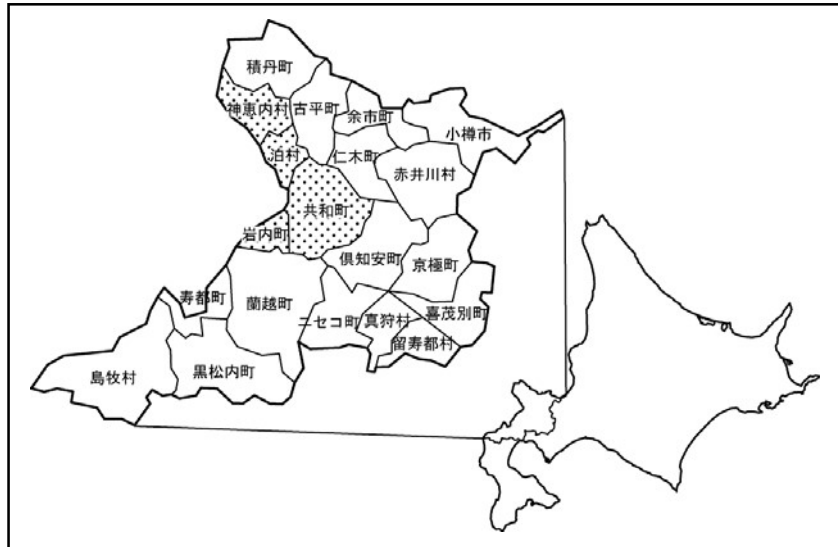 積丹町
神恵内村
古平町
余市町
小樽市
泊村
仁木町
赤井川村
共和町
岩内町
倶知安町
京極町
寿都町
蘭越町
ニセコ町
真狩村
喜茂別町
留寿都村
島牧村
黒松内町